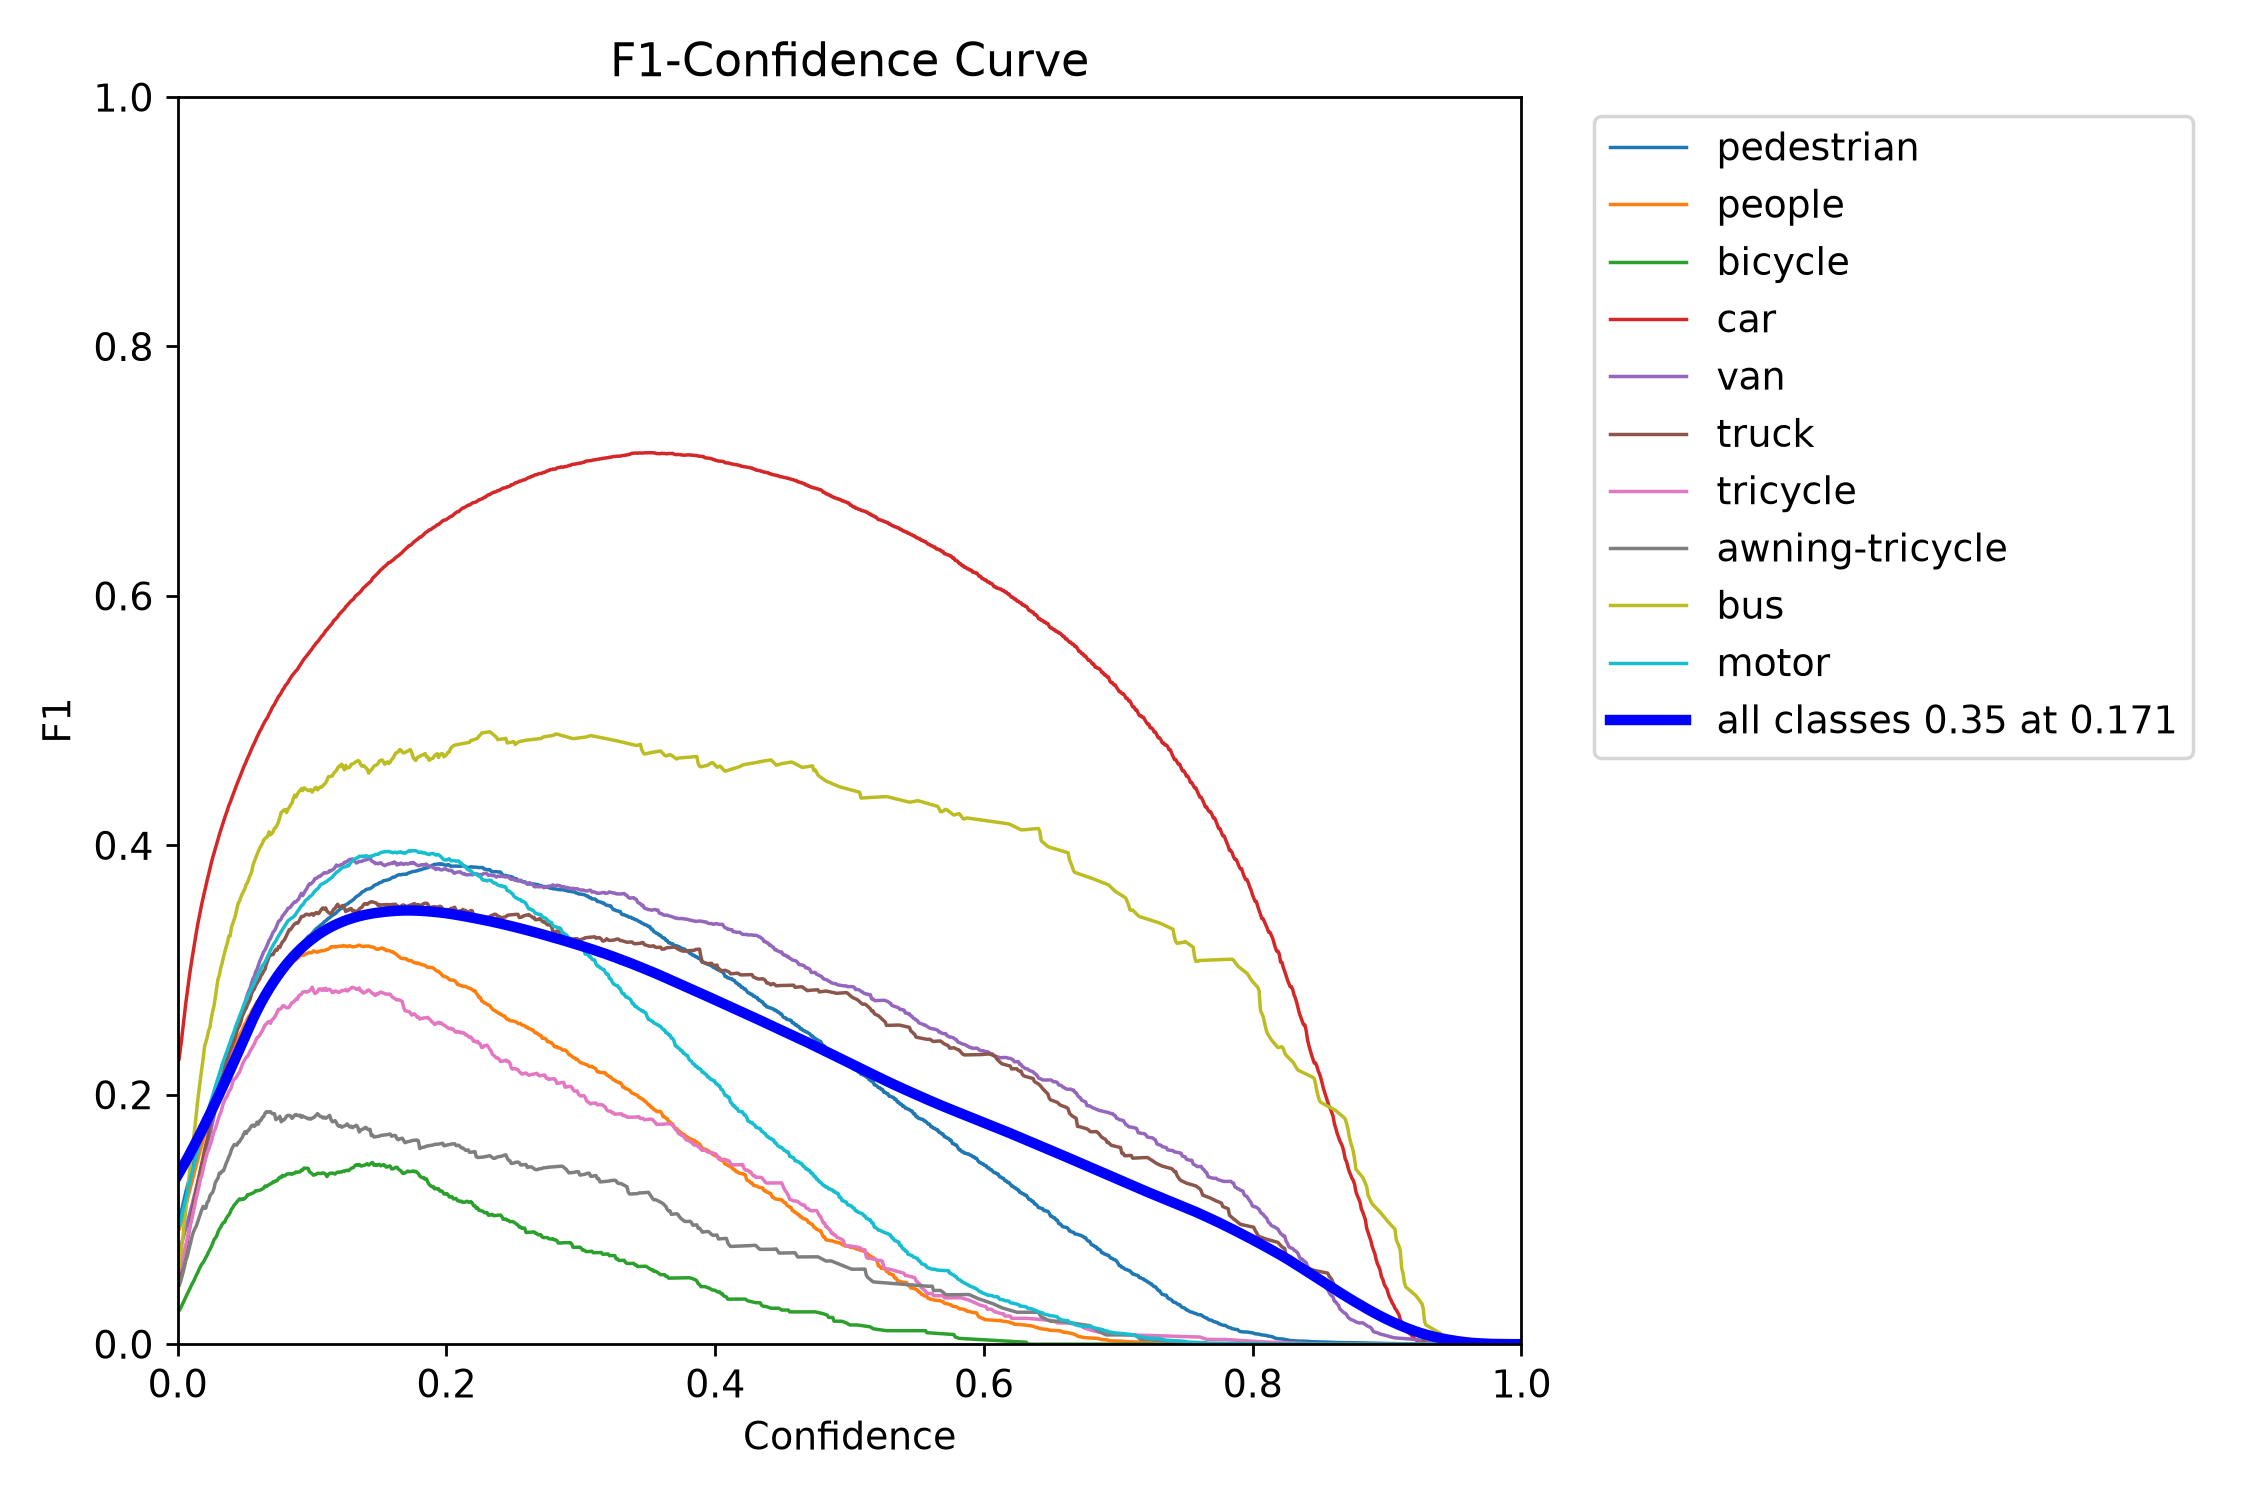 F1-Confidence Curve
1.0
0.8
0.6
0.4
0.2
0.0
F1
0.0 0.2 0.4 0.6 0.8 1.0
Confidence
pedestrian
people
bicycle
car
van
truck
tricycle
awning-tricycle
bus
motor
all classes 0.35 at 0.171